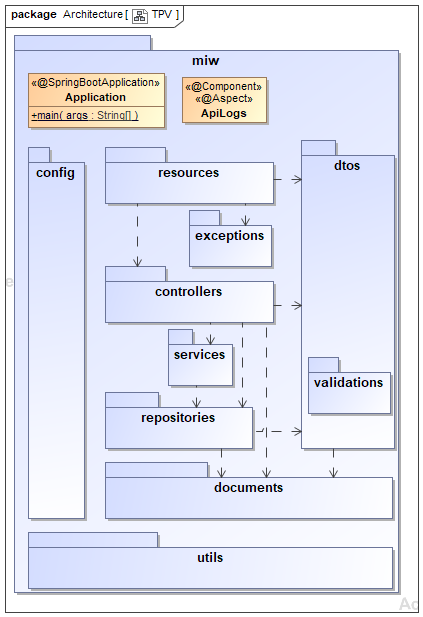 package Architecture [ TPV ]
miw
«@SpringBootApplication»
Application
+main( args : String[] )
«@Component»
«@Aspect»
ApiLogs
config
resources
dtos
exceptions
controllers
services
validations
repositories
documents
utils